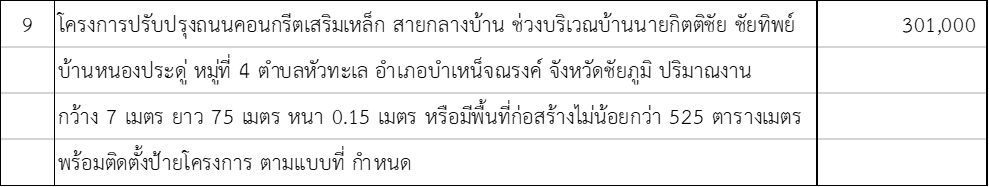 9 โครงการปรับปรุงถนนคอนกรีตเสริมเหล็ก สายกลางบ้าน ช่วงบริเวณบ้านนายกิตติชัย ชัยทิพย์ 301,000
บ้านหนองประดู่ หมู่ที่ 4 ตำบลหัวทะเล อำเภอบำเหน็จณรงค์ จังหวัดชัยภูมิ ปริมาณงาน
กว้าง 7 เมตร ยาว 75 เมตร หนา 0.15 เมตร หรือมีพื้นที่ก่อสร้างไม่น้อยกว่า 525 ตารางเมตร
พร้อมติดตั้งป้ายโครงการ ตามแบบที่ กำหนด